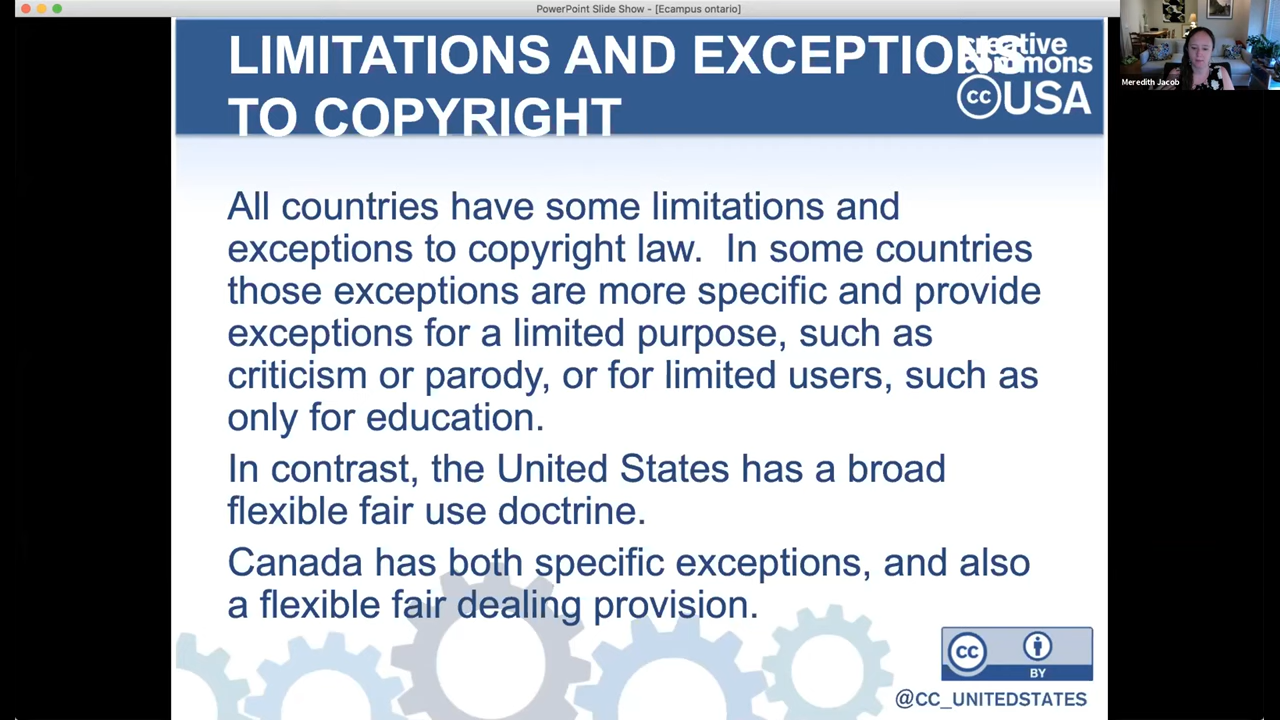 PowerPoint Slide Show - [Ecampus ontario]
Meredith Jacob
LIMITATIONS AND EXCEPTIONS
TO COPYRIGHT
creative
commons
cc USA
All countries have some limitations and
exceptions to copyright law. In some countries
those exceptions are more specific and provide
exceptions for a limited purpose, such as
criticism or parody, or for limited users, such as
only for education.
In contrast, the United States has a broad
flexible fair use doctrine.
Canada has both specific exceptions, and also
a flexible fair dealing provision.
cc
BY
@CC_UNITEDSTATES